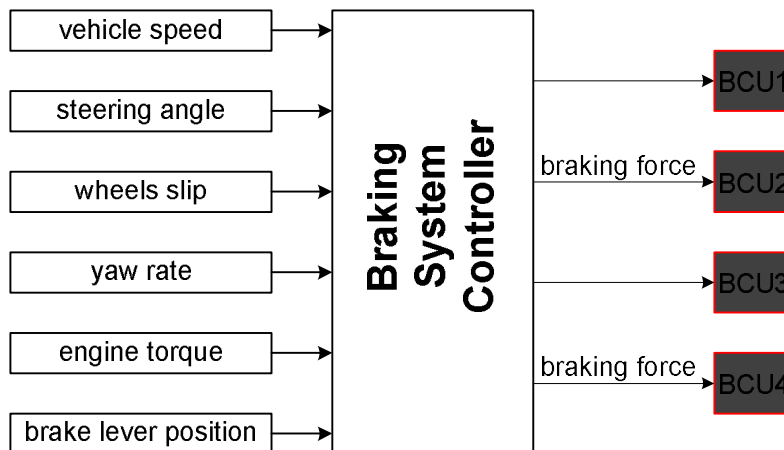 vehicle speed
steering angle
wheels slip
yaw rate
engine torque
brake lever position
Braking
System
Controller
braking force
braking force
BCU1
BCU2
BCU3
BCU4